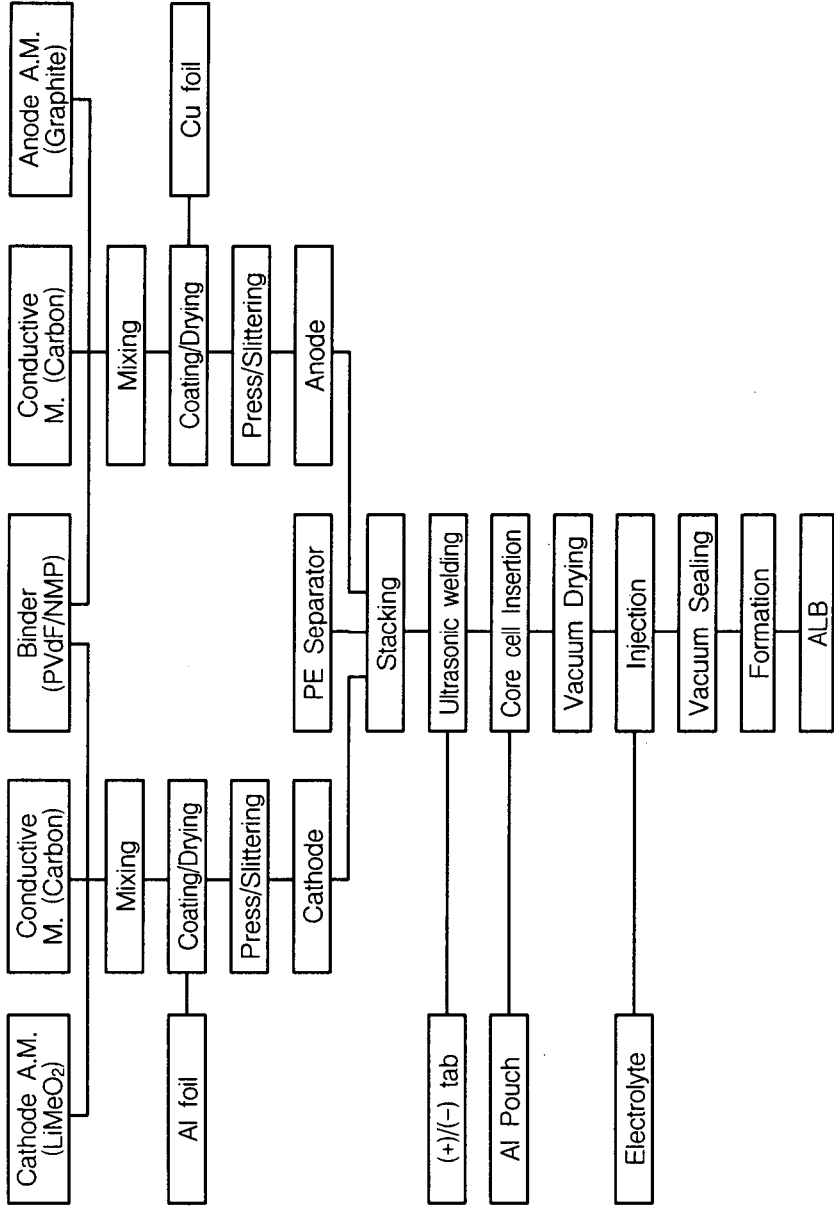 Cathode A.M.
(LiMeO2)
Conductive
M. (Carbon)
Binder
(PVdF/NMP)
Conductive
M. (Carbon)
Anode A.M.
(Graphite)
Mixing
Mixing
Al foil
Coating/Drying
Coating/Drying
Cu foil
Press/Slittering
Press/Slittering
Cathode
PE Separator
Anode
Stacking
(+)/(−) tab
Ultrasonic welding
Al Pouch
Core cell Insertion
Vacuum Drying
Electrolyte
Injection
Vacuum Sealing
Formation
ALB